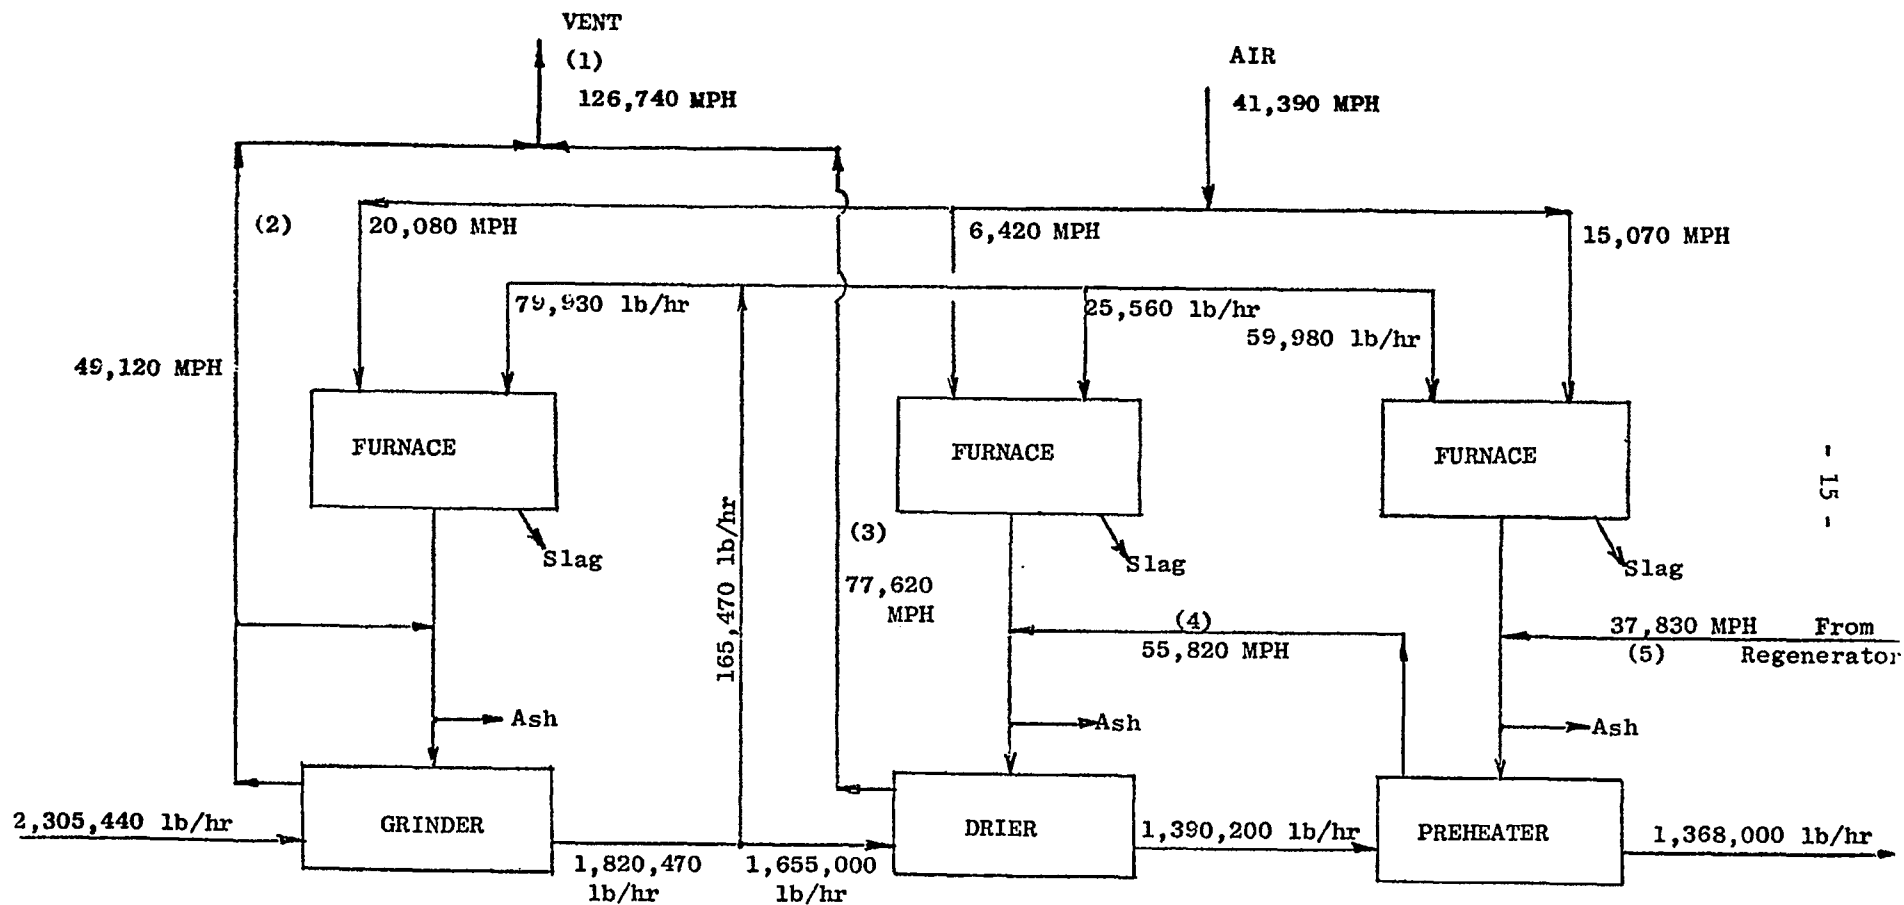 VENT
(1)
126,740 MPH
AIR
41,390 MPH
(2)
20,080 MPH
6,420 MPH
15,070 MPH
79,930 lb/hr
25,560 lb/hr
59,980 lb/hr
49,120 MPH
FURNACE
FURNACE
FURNACE
- 15 -
165,470 lb/hr
(3)
77,620
MPH
Slag
Slag
Slag
(4)
55,820 MPH
37,830 MPH From
(5) Regenerator
Ash
Ash
Ash
2,305,440 lb/hr
GRINDER
DRIER
1,390,200 lb/hr
PREHEATER
1,368,000 lb/hr
1,820,470
lb/hr
1,655,000
lb/hr